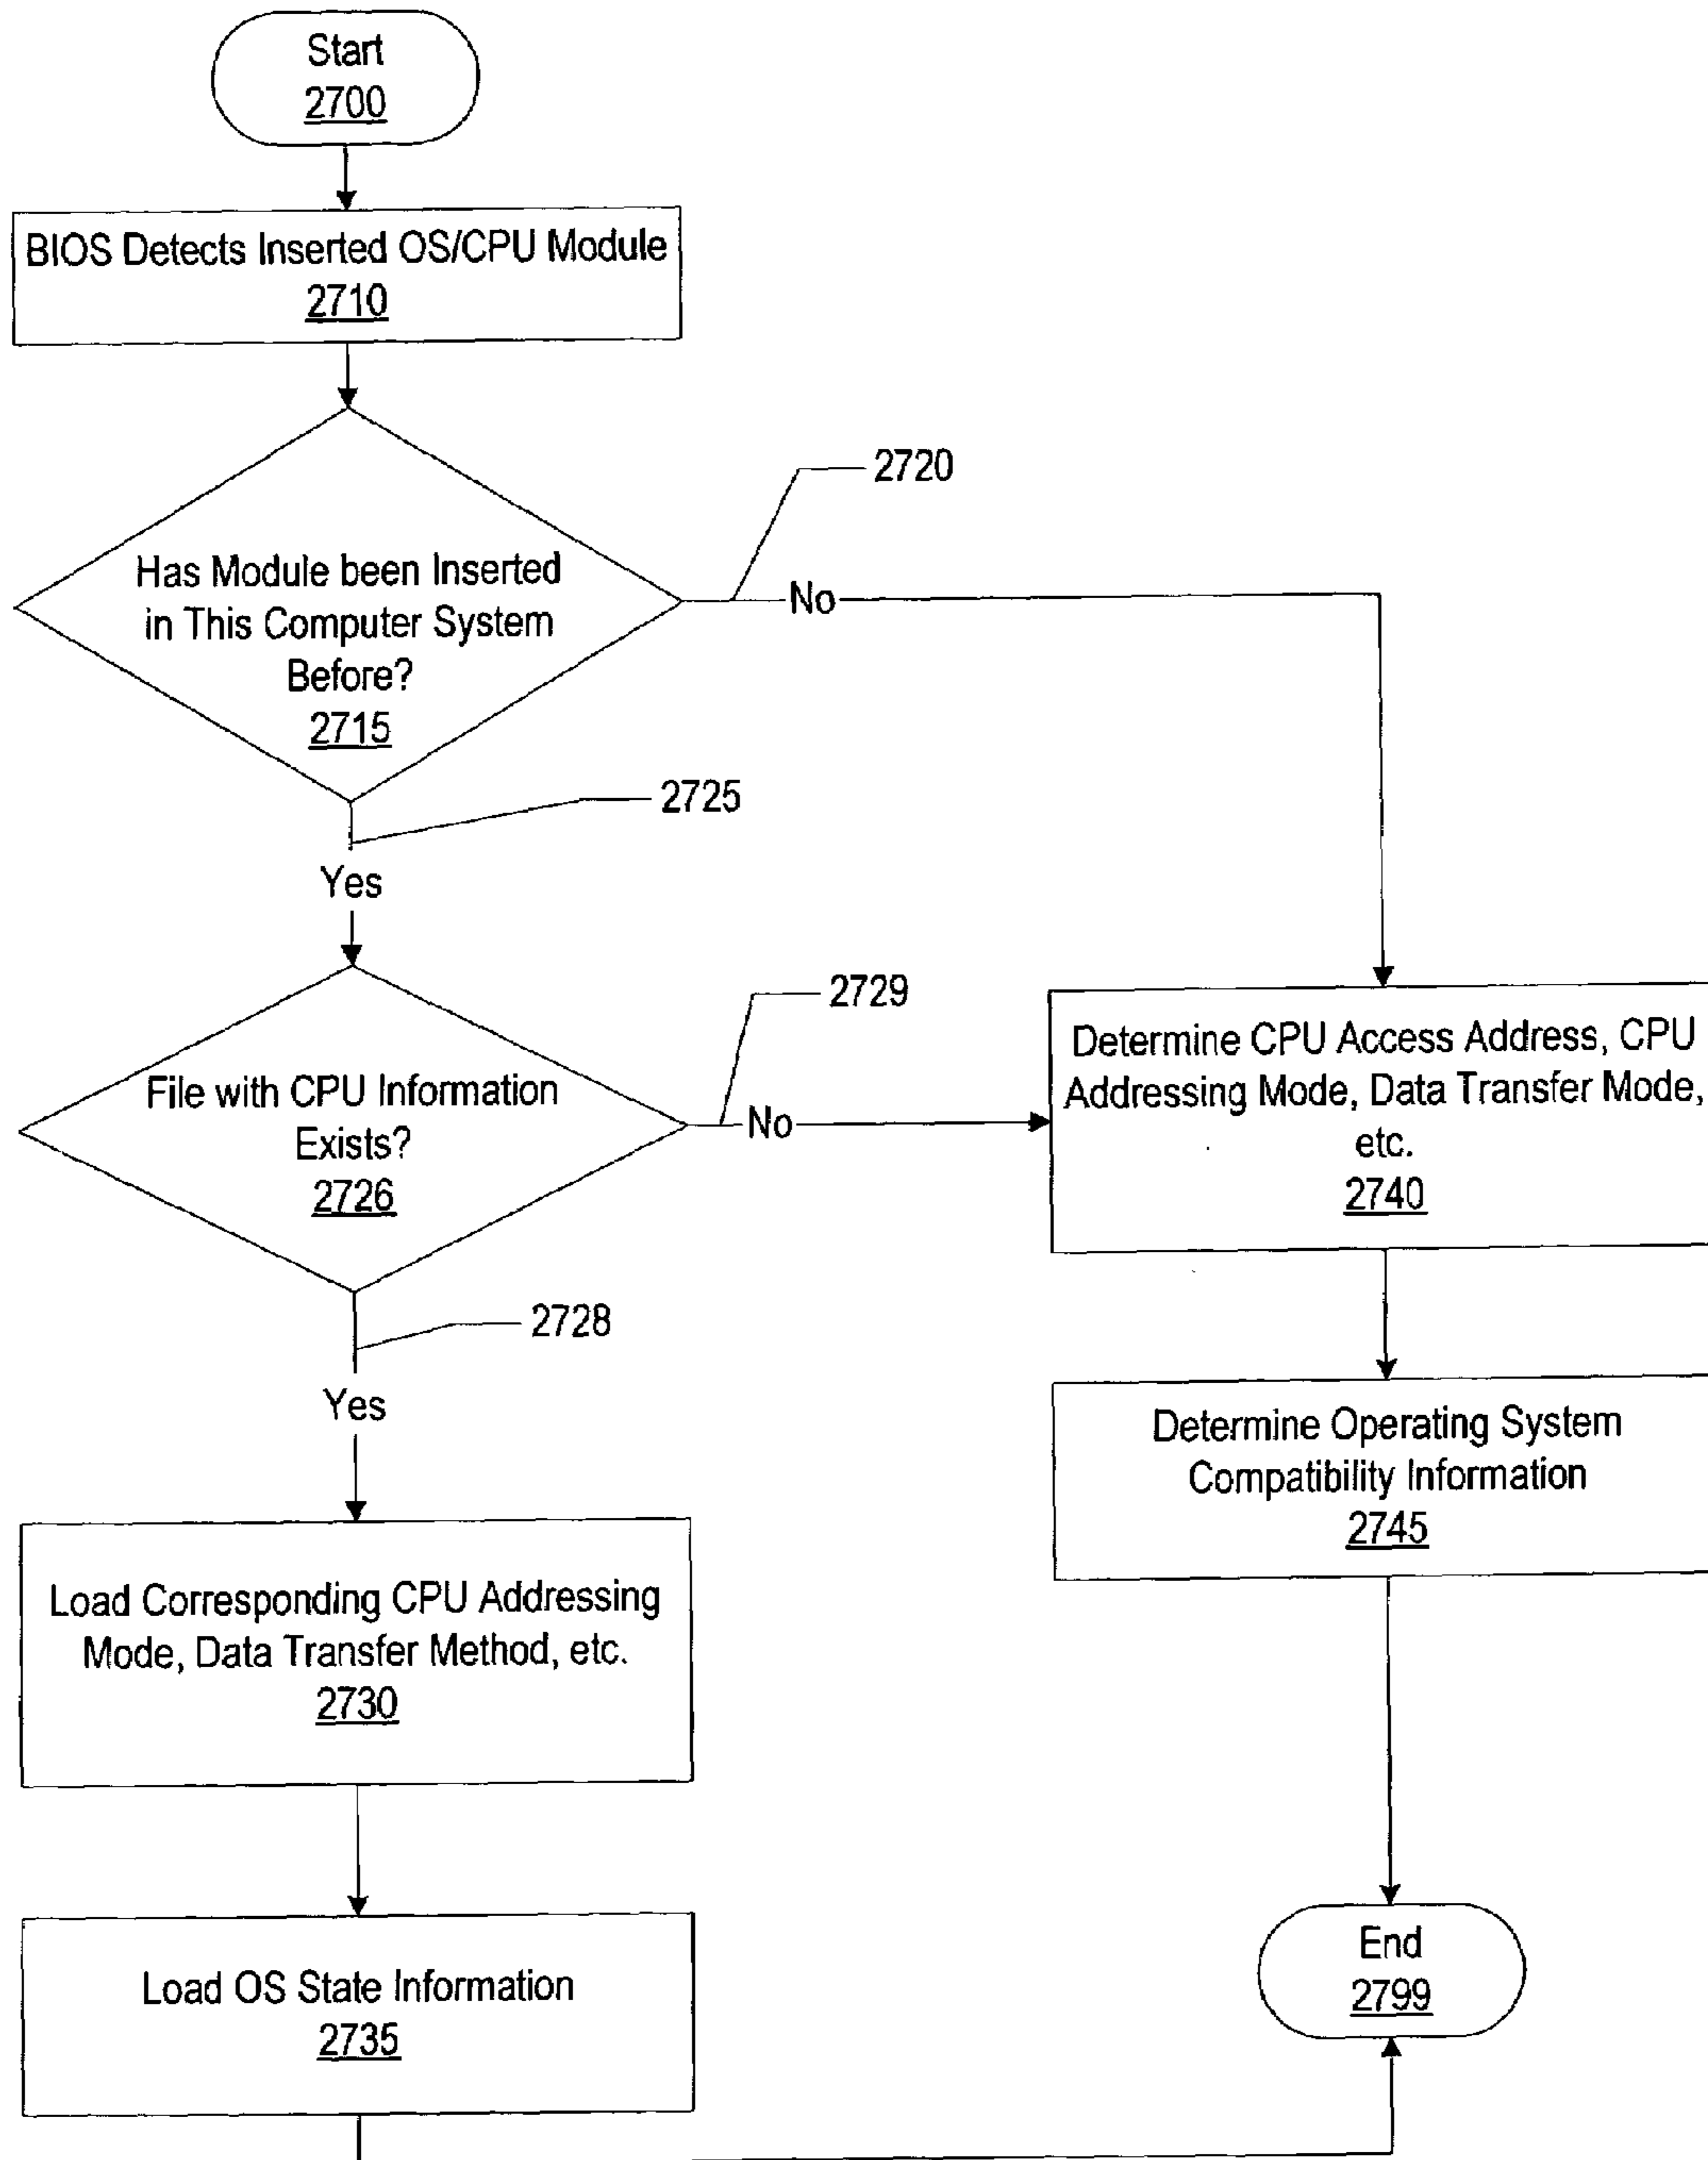 Start
2700
BIOS Detects Inserted OS/CPU Module
2710
2720
Has Module been Inserted
in This Computer System
Before?
2715
No
2725
Yes
2729
File with CPU Information
Exists?
2726
No
Determine CPU Access Address, CPU
Addressing Mode, Data Transfer Mode,
etc.
2740
2728
Yes
Determine Operating System
Compatibility Information
2745
Load Corresponding CPU Addressing
Mode, Data Transfer Method, etc.
2730
Load OS State Information
2735
End
2799